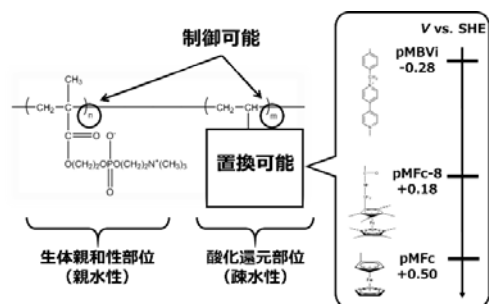 制御可能
CH₃
CH₂ C n CH₂ CH m
C O
O(CH₂)₂OPO(CH₂)₂N⁺(CH₃)₃
O⁻
O
置換可能
生体親和性部位
(親水性)
酸化還元部位
(疎水性)
V vs. SHE
pMBVi
-0.28
pMFc-8
+0.18
pMFc
+0.50